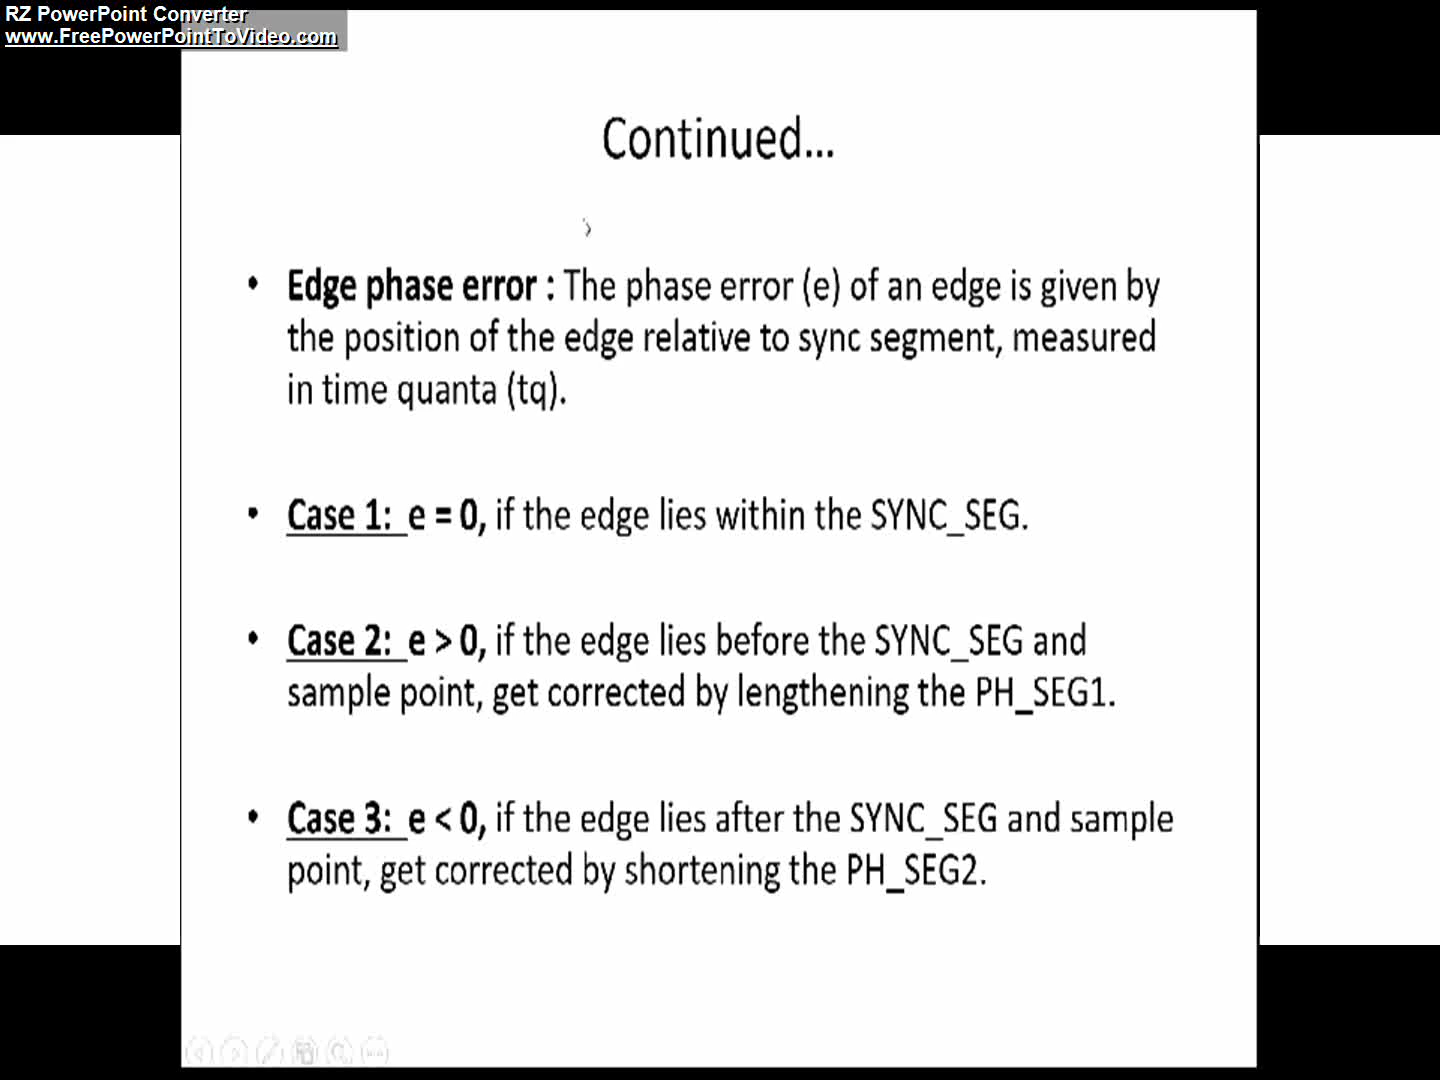 RZ PowerPoint Converter
www.FreePowerPointToVideo.com
Continued...
• Edge phase error : The phase error (e) of an edge is given by
the position of the edge relative to sync segment, measured
in time quanta (tq).
• Case 1: e = 0, if the edge lies within the SYNC_SEG.
• Case 2: e > 0, if the edge lies before the SYNC_SEG and
sample point, get corrected by lengthening the PH_SEG1.
• Case 3: e < 0, if the edge lies after the SYNC_SEG and sample
point, get corrected by shortening the PH_SEG2.